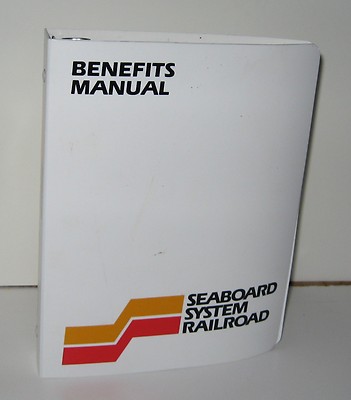 BENEFITS
MANUAL
SEABOARD
SYSTEM
RAILROAD